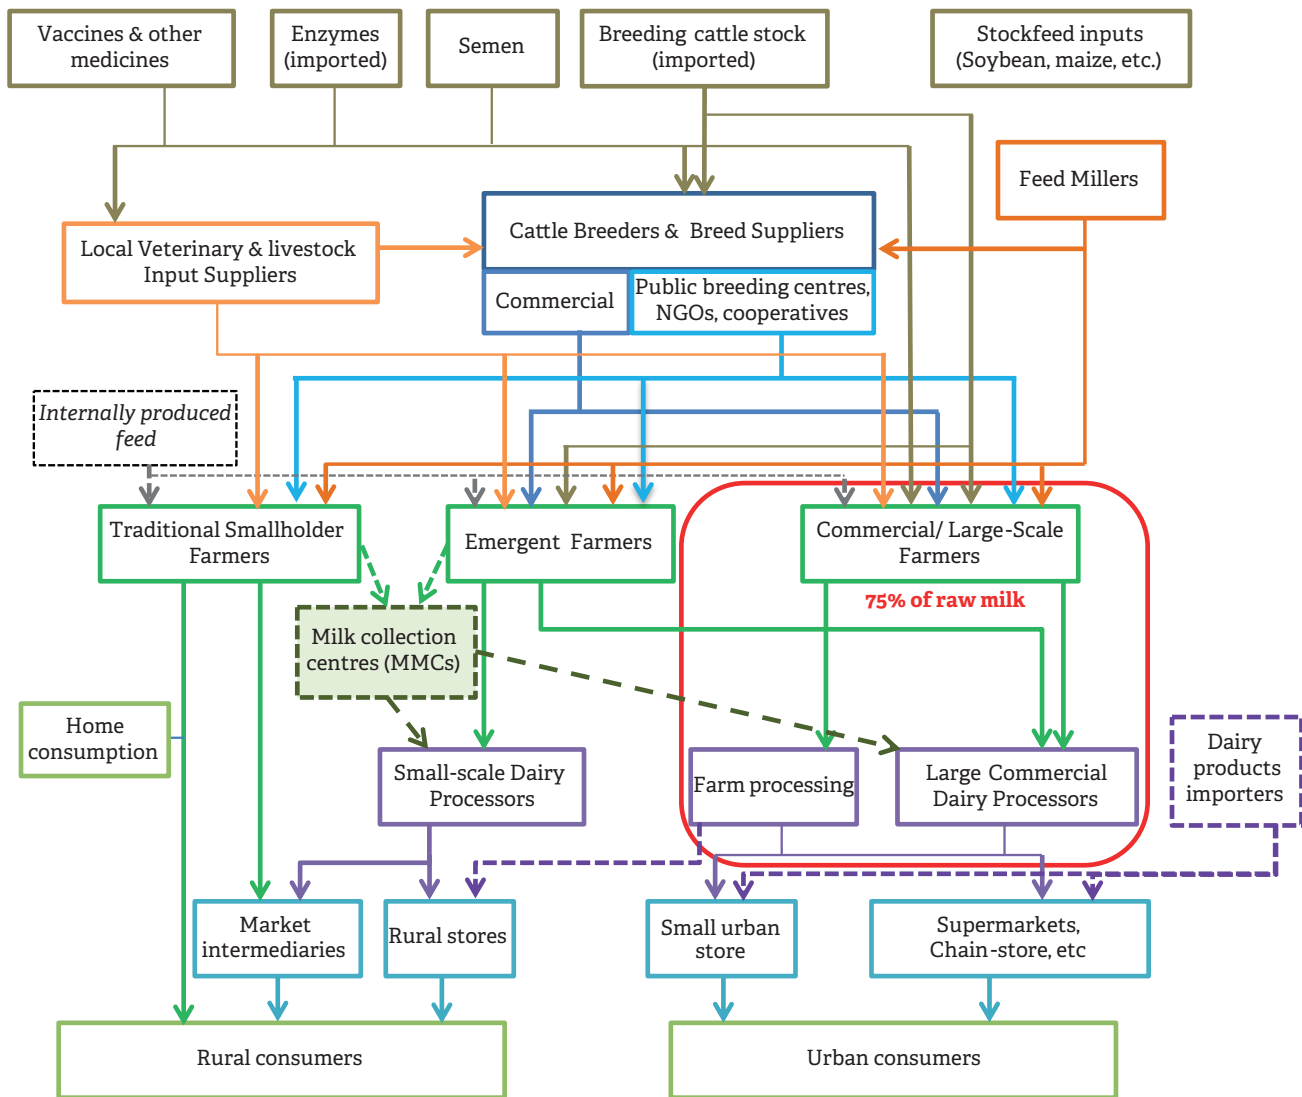 Vaccines & other
medicines
Enzymes
(imported)
Semen
Breeding cattle stock
(imported)
Stockfeed inputs
(Soybean, maize, etc.)
Feed Millers
Local Veterinary & livestock
Input Suppliers
Cattle Breeders & Breed Suppliers
Commercial
Public breeding centres,
NGOs, cooperatives
Internally produced
feed
Traditional Smallholder
Farmers
Emergent Farmers
Commercial/ Large-Scale
Farmers
75% of raw milk
Milk collection
centres (MMCs)
Home
consumption
Small-scale Dairy
Processors
Farm processing
Large Commercial
Dairy Processors
Dairy
products
importers
Market
intermediaries
Rural stores
Small urban
store
Supermarkets,
Chain-store, etc
Rural consumers
Urban consumers